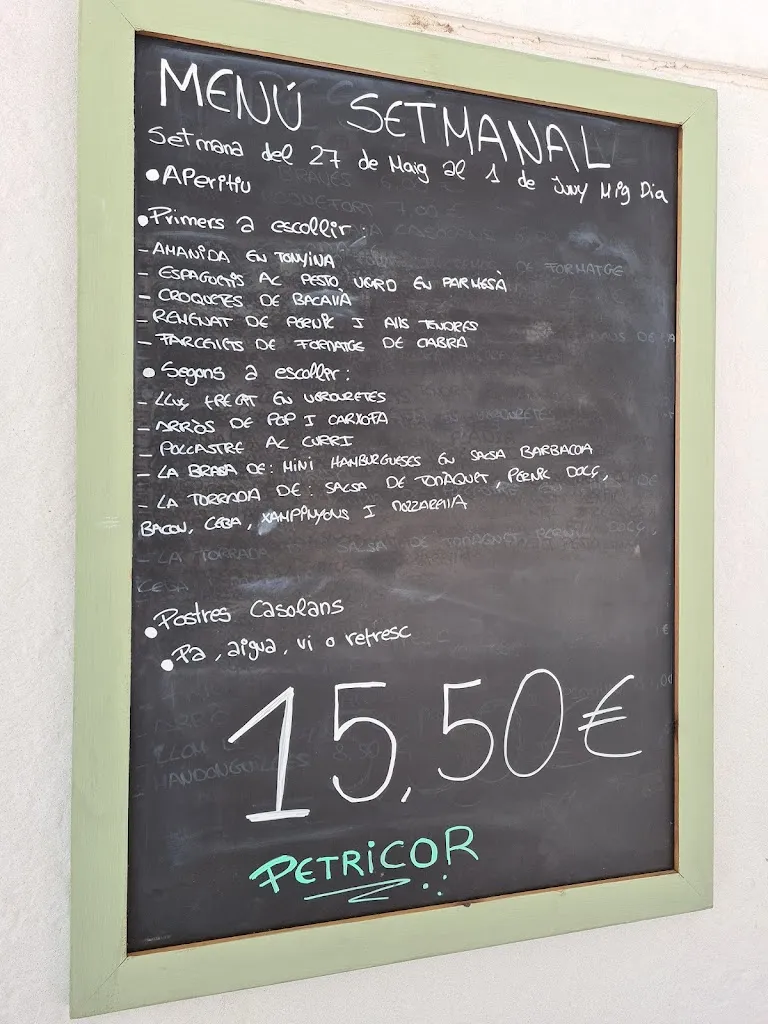 MENÚ SETMANAL
Setmana del 27 de Maig al 1 de Juny Mig Dia
• Aperitiu
• Primers a escollir :
- AMANIDA EN TONYINA
- ESPAGUETIS AL PESTO VERD EN PARMESÀ
- CROQUETES DE BACALLÀ
- REMENAT DE PERNIL I ALLS TENDRES
- FARCELLETS DE FORMATGE DE CABRA
• Segons a escollir :
- LLUÇ FREGIT EN VERDURETES
- ARRÒS DE POP I CARXOFA
- POLLASTRE AL CURRI
- LA BRASA DE : MINI HAMBURGUESES EN SALSA BARBACOA
- LA TORRADA DE : SALSA DE TOMÀQUET, PERNIL DOLÇ,
BACON, CEBA, XAMPINYONS I MOZZARELLA
• Postres Casolans
• Pa, aigua, vi o refresc
15,50 €
PETRICOR